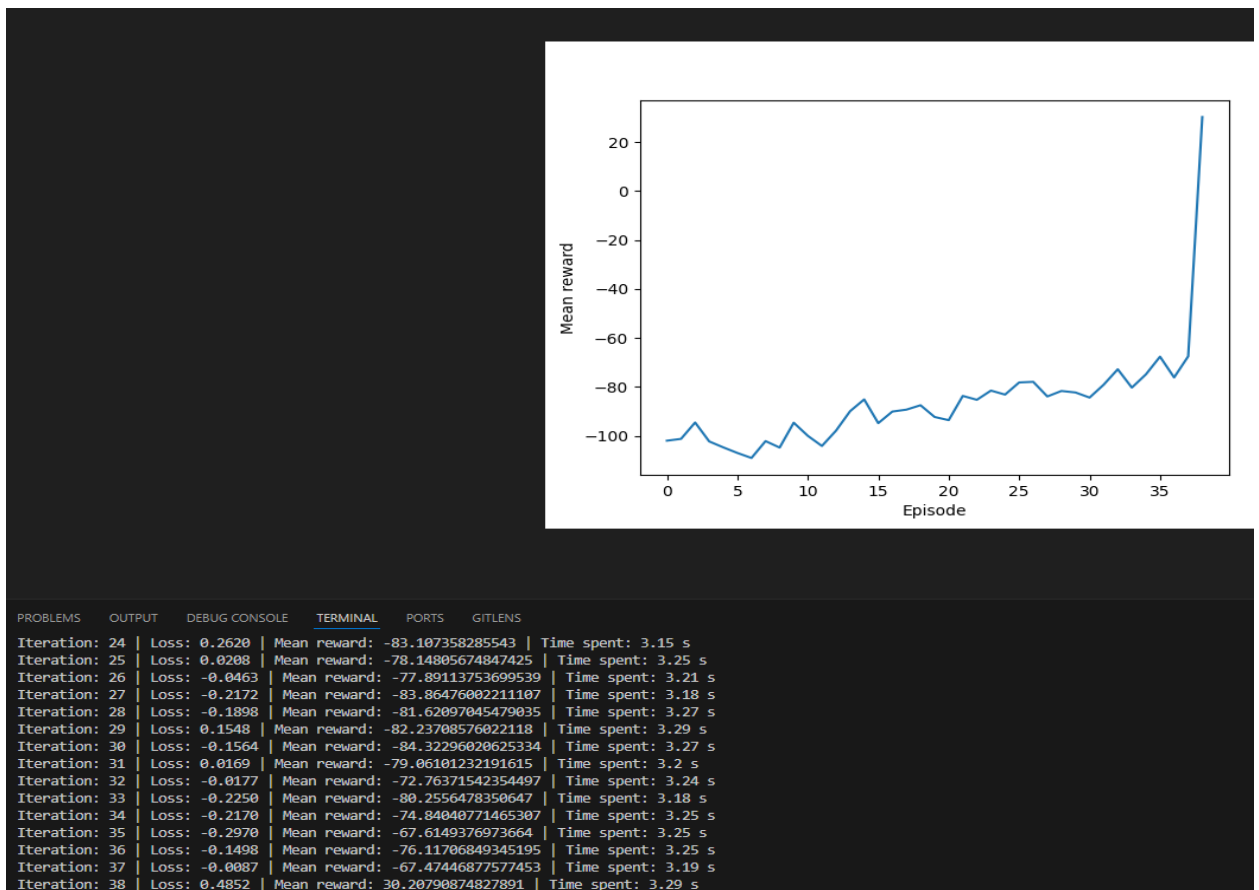 20
0
−20
−40
−60
−80
−100
Mean reward
0 5 10 15 20 25 30 35
Episode
PROBLEMS OUTPUT DEBUG CONSOLE TERMINAL PORTS GITLENS
Iteration: 24 | Loss: 0.2620 | Mean reward: -83.107358285543 | Time spent: 3.15 s
Iteration: 25 | Loss: 0.0208 | Mean reward: -78.14805674847425 | Time spent: 3.25 s
Iteration: 26 | Loss: -0.0463 | Mean reward: -77.89113753699539 | Time spent: 3.21 s
Iteration: 27 | Loss: -0.2172 | Mean reward: -83.86476002211107 | Time spent: 3.18 s
Iteration: 28 | Loss: -0.1898 | Mean reward: -81.62097045479035 | Time spent: 3.27 s
Iteration: 29 | Loss: 0.1548 | Mean reward: -82.23708576022118 | Time spent: 3.29 s
Iteration: 30 | Loss: -0.1564 | Mean reward: -84.32296020625334 | Time spent: 3.27 s
Iteration: 31 | Loss: 0.0169 | Mean reward: -79.06101232191615 | Time spent: 3.2 s
Iteration: 32 | Loss: -0.0177 | Mean reward: -72.76371542354497 | Time spent: 3.24 s
Iteration: 33 | Loss: -0.2250 | Mean reward: -80.2556478350647 | Time spent: 3.18 s
Iteration: 34 | Loss: -0.2170 | Mean reward: -74.84040771465307 | Time spent: 3.25 s
Iteration: 35 | Loss: -0.2970 | Mean reward: -67.6149376973664 | Time spent: 3.25 s
Iteration: 36 | Loss: -0.1498 | Mean reward: -76.11706849345195 | Time spent: 3.25 s
Iteration: 37 | Loss: -0.0087 | Mean reward: -67.47446877577453 | Time spent: 3.19 s
Iteration: 38 | Loss: 0.4852 | Mean reward: 30.20790874827891 | Time spent: 3.29 s